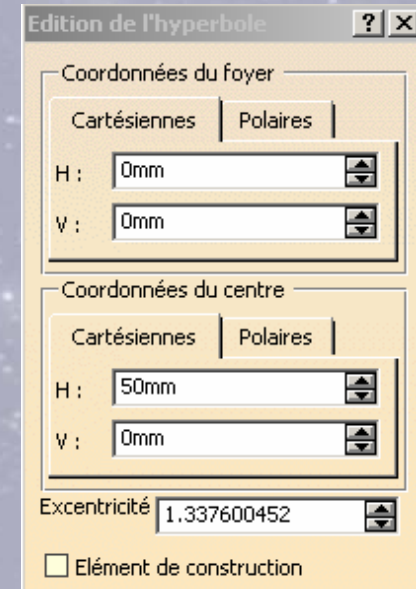 Edition de l'hyperbole ? X
Coordonnées du foyer
Cartésiennes Polaires
H : 0mm
V : 0mm
Coordonnées du centre
Cartésiennes Polaires
H : 50mm
V : 0mm
Excentricité 1.337600452
Elément de construction